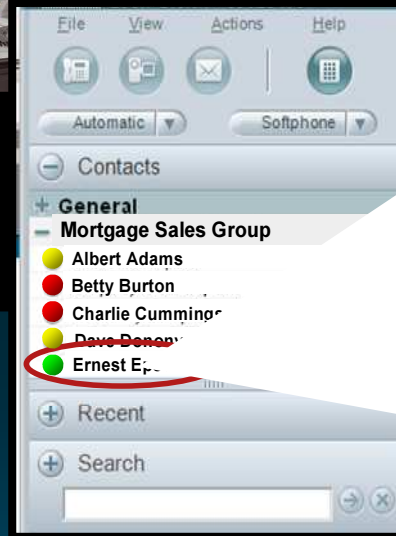 File View Actions Help
Automatic Softphone
Contacts
General
Mortgage Sales Group
Albert Adams
Betty Burton
Charlie Cummings
Dave
Ernest
Recent
Search